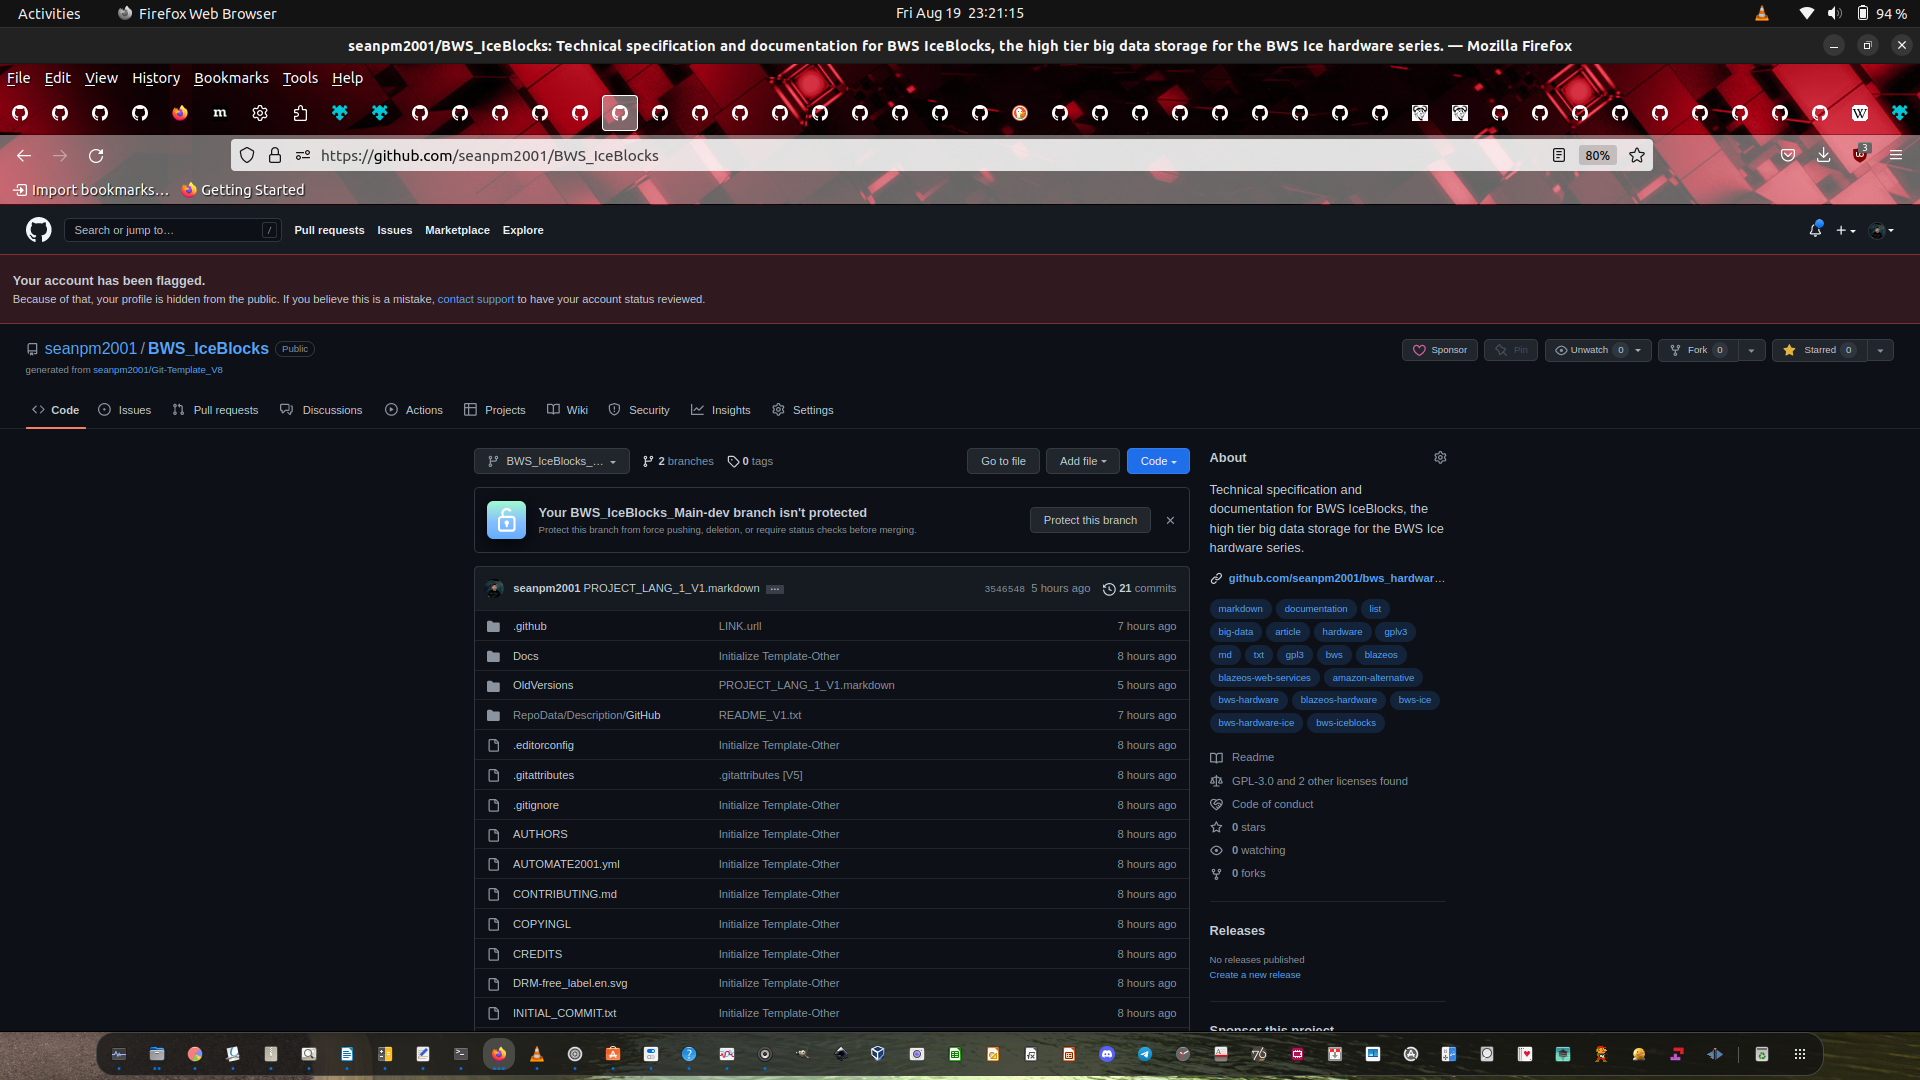 Activities
Firefox Web Browser
Fri Aug 19 23:21:15
94 %
seanpm2001/BWS_IceBlocks: Technical specification and documentation for BWS IceBlocks, the high tier big data storage for the BWS Ice hardware series. — Mozilla Firefox
File Edit View History Bookmarks Tools Help
https://github.com/seanpm2001/BWS_IceBlocks
80%
3
Import bookmarks…
Getting Started
Search or jump to…
/
Pull requests Issues Marketplace Explore
Your account has been flagged.
Because of that, your profile is hidden from the public. If you believe this is a mistake, contact support to have your account status reviewed.
seanpm2001 / BWS_IceBlocks Public
Sponsor
Pin
Unwatch 0
Fork 0
Starred 0
generated from seanpm2001/Git-Template_V8
Code Issues Pull requests Discussions Actions Projects Wiki Security Insights Settings
BWS_IceBlocks_...
2 branches
0 tags
Go to file
Add file
Code
Your BWS_IceBlocks_Main-dev branch isn't protected
Protect this branch from force pushing, deletion, or require status checks before merging.
Protect this branch
seanpm2001 PROJECT_LANG_1_V1.markdown ...
3546548 5 hours ago
21 commits
.github LINK.urll 7 hours ago
Docs Initialize Template-Other 8 hours ago
OldVersions PROJECT_LANG_1_V1.markdown 5 hours ago
RepoData/Description/GitHub README_V1.txt 7 hours ago
.editorconfig Initialize Template-Other 8 hours ago
.gitattributes .gitattributes [V5] 8 hours ago
.gitignore Initialize Template-Other 8 hours ago
AUTHORS Initialize Template-Other 8 hours ago
AUTOMATE2001.yml Initialize Template-Other 8 hours ago
CONTRIBUTING.md Initialize Template-Other 8 hours ago
COPYINGL Initialize Template-Other 8 hours ago
CREDITS Initialize Template-Other 8 hours ago
DRM-free_label.en.svg Initialize Template-Other 8 hours ago
INITIAL_COMMIT.txt Initialize Template-Other 8 hours ago
About
Technical specification and
documentation for BWS IceBlocks, the
high tier big data storage for the BWS Ice
hardware series.
github.com/seanpm2001/bws_hardwar…
markdown documentation list
big-data article hardware gplv3
md txt gpl3 bws blazeos
blazeos-web-services amazon-alternative
bws-hardware blazeos-hardware bws-ice
bws-hardware-ice bws-iceblocks
Readme
GPL-3.0 and 2 other licenses found
Code of conduct
0 stars
0 watching
0 forks
Releases
No releases published
Create a new release
Sponsor this project